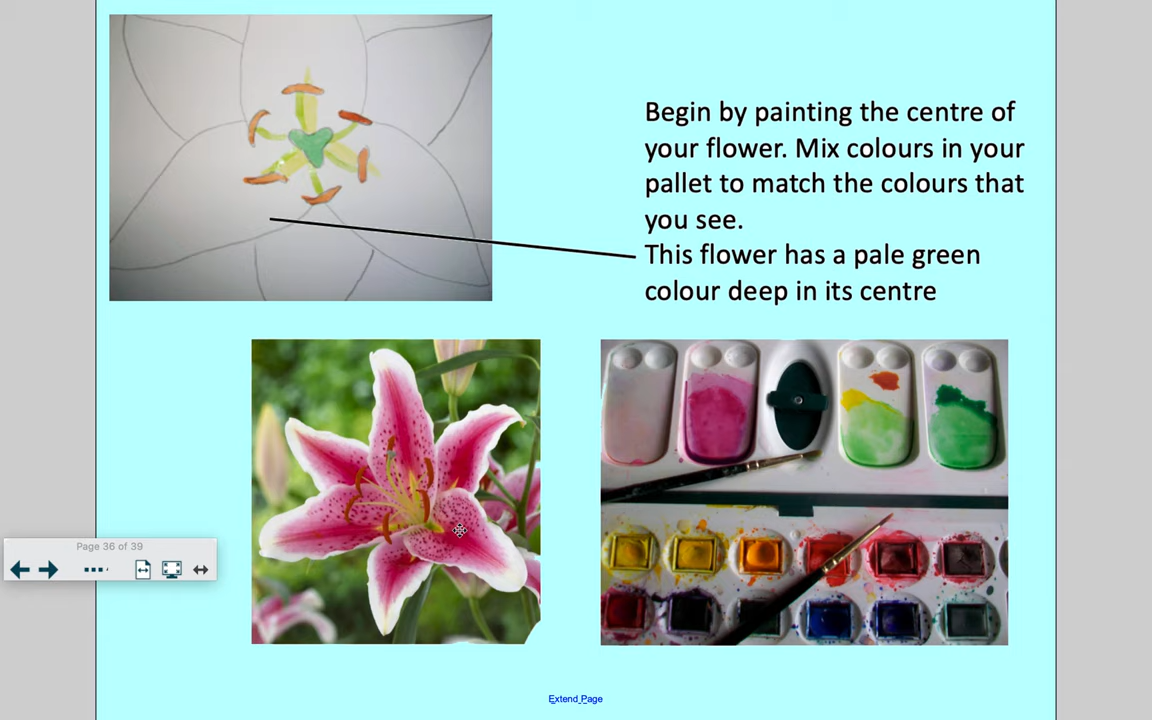 Begin by painting the centre of
your flower. Mix colours in your
pallet to match the colours that
you see.
This flower has a pale green
colour deep in its centre
Page 36 of 39
Extend Page